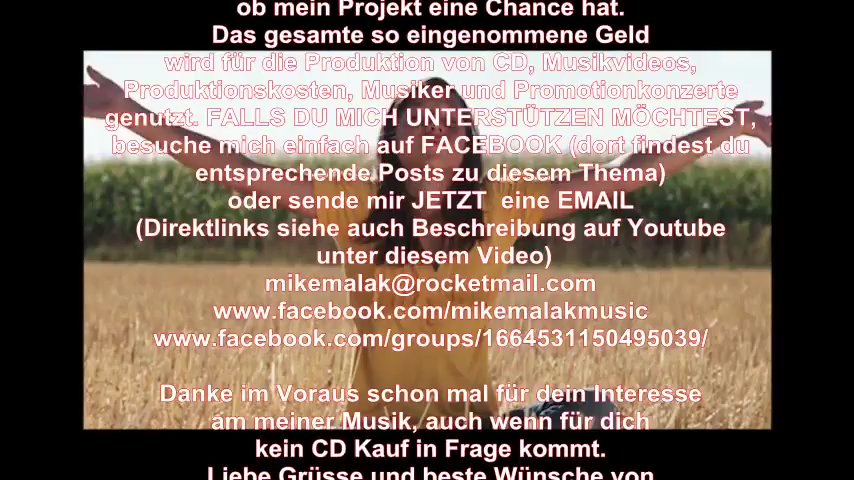 ob mein Projekt eine Chance hat.
Das gesamte so eingenommene Geld
wird für die Produktion von CD, Musikvideos,
Produktionskosten, Musiker und Promotionkonzerte
genutzt. FALLS DU MICH UNTERSTÜTZEN MÖCHTEST,
besuche mich einfach auf FACEBOOK (dort findest du
entsprechende Posts zu diesem Thema)
oder sende mir JETZT  eine EMAIL
(Direktlinks siehe auch Beschreibung auf Youtube
unter diesem Video)
mikemalak@rocketmail.com
www.facebook.com/mikemalakmusic
www.facebook.com/groups/1664531150495039/
Danke im Voraus schon mal für dein Interesse
am meiner Musik, auch wenn für dich
kein CD Kauf in Frage kommt.
Liebe Grüsse und beste Wünsche von